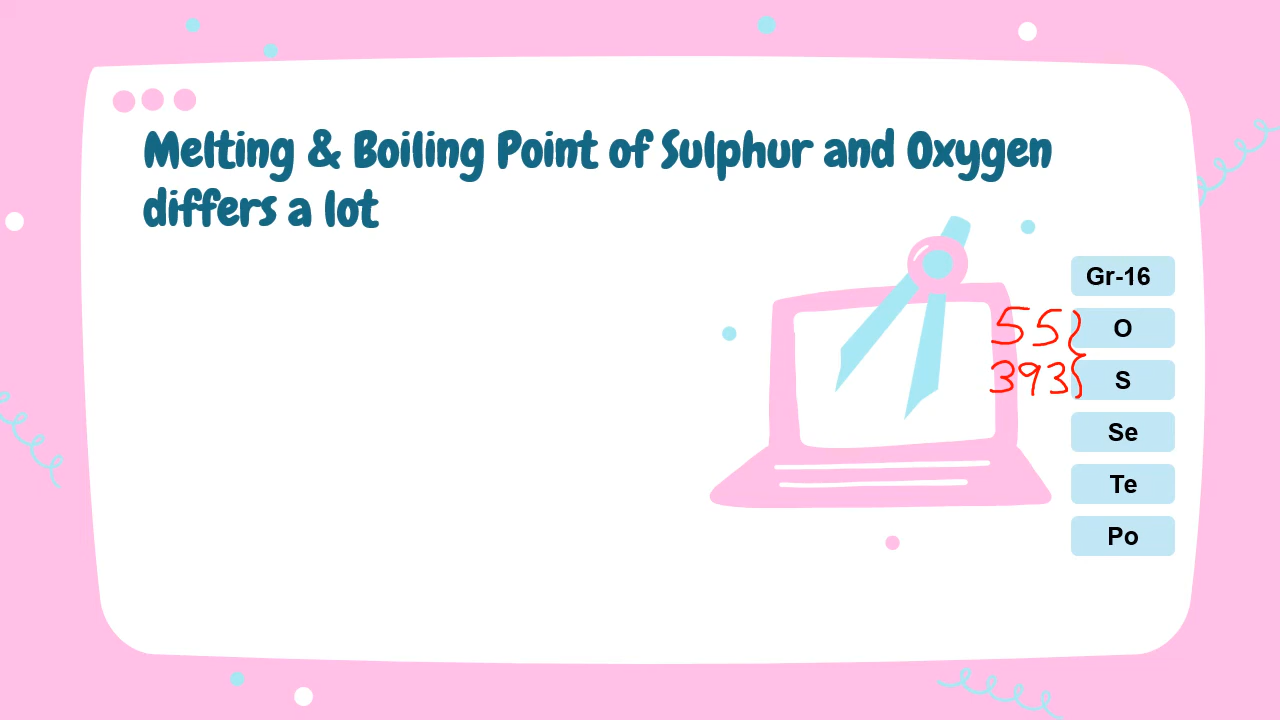 Melting & Boiling Point of Sulphur and Oxygen
differs a lot
Gr-16
55 O
393 S
Se
Te
Po